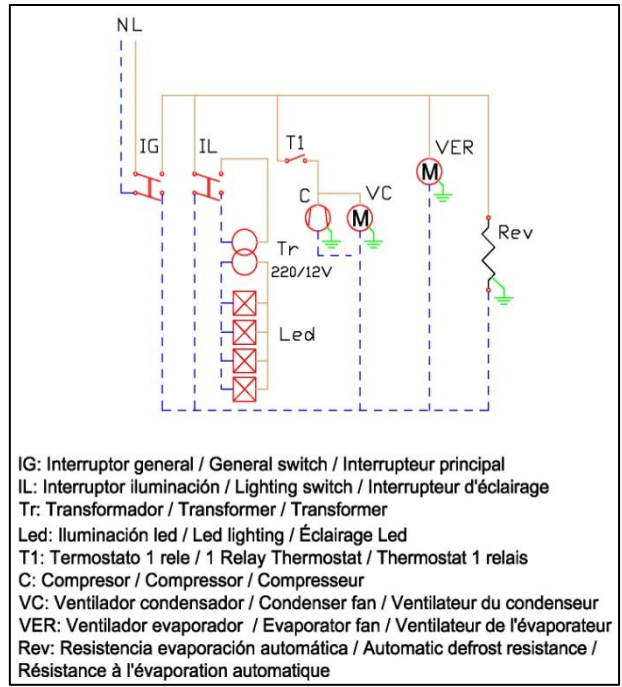 NL
IG
IL
T1
VER
C
VC
Rev
Tr
220/12V
Led
M
M
IG: Interruptor general / General switch / Interrupteur principal
IL: Interruptor iluminación / Lighting switch / Interrupteur d'éclairage
Tr: Transformador / Transformer / Transformer
Led: Iluminación led / Led lighting / Éclairage Led
T1: Termostato 1 rele / 1 Relay Thermostat / Thermostat 1 relais
C: Compresor / Compressor / Compresseur
VC: Ventilador condensador / Condenser fan / Ventilateur du condenseur
VER: Ventilador evaporador / Evaporator fan / Ventilateur de l'évaporateur
Rev: Resistencia evaporación automática / Automatic defrost resistance /
Résistance à l'évaporation automatique